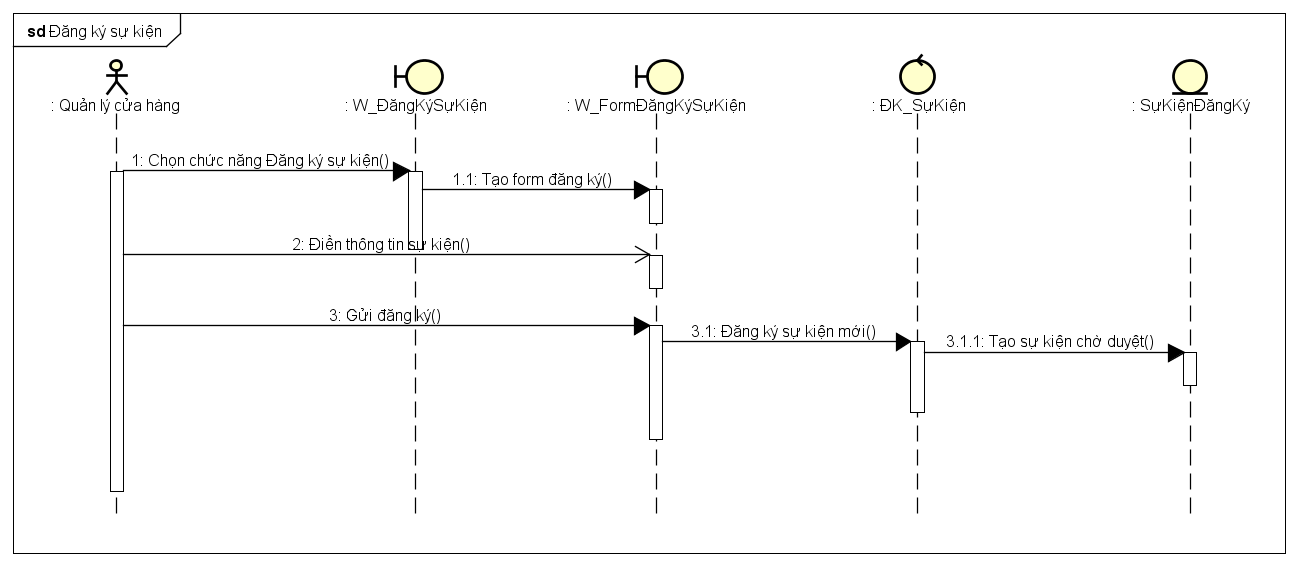 sd Đăng ký sự kiện
: Quản lý cửa hàng
: W_ĐăngKýSựKiện
: W_FormĐăngKýSựKiện
: ĐK_SựKiện
: SựKiệnĐăngKý
1: Chọn chức năng Đăng ký sự kiện()
1.1: Tạo form đăng ký()
2: Điền thông tin sự kiện()
3: Gửi đăng ký()
3.1: Đăng ký sự kiện mới()
3.1.1: Tạo sự kiện chờ duyệt()